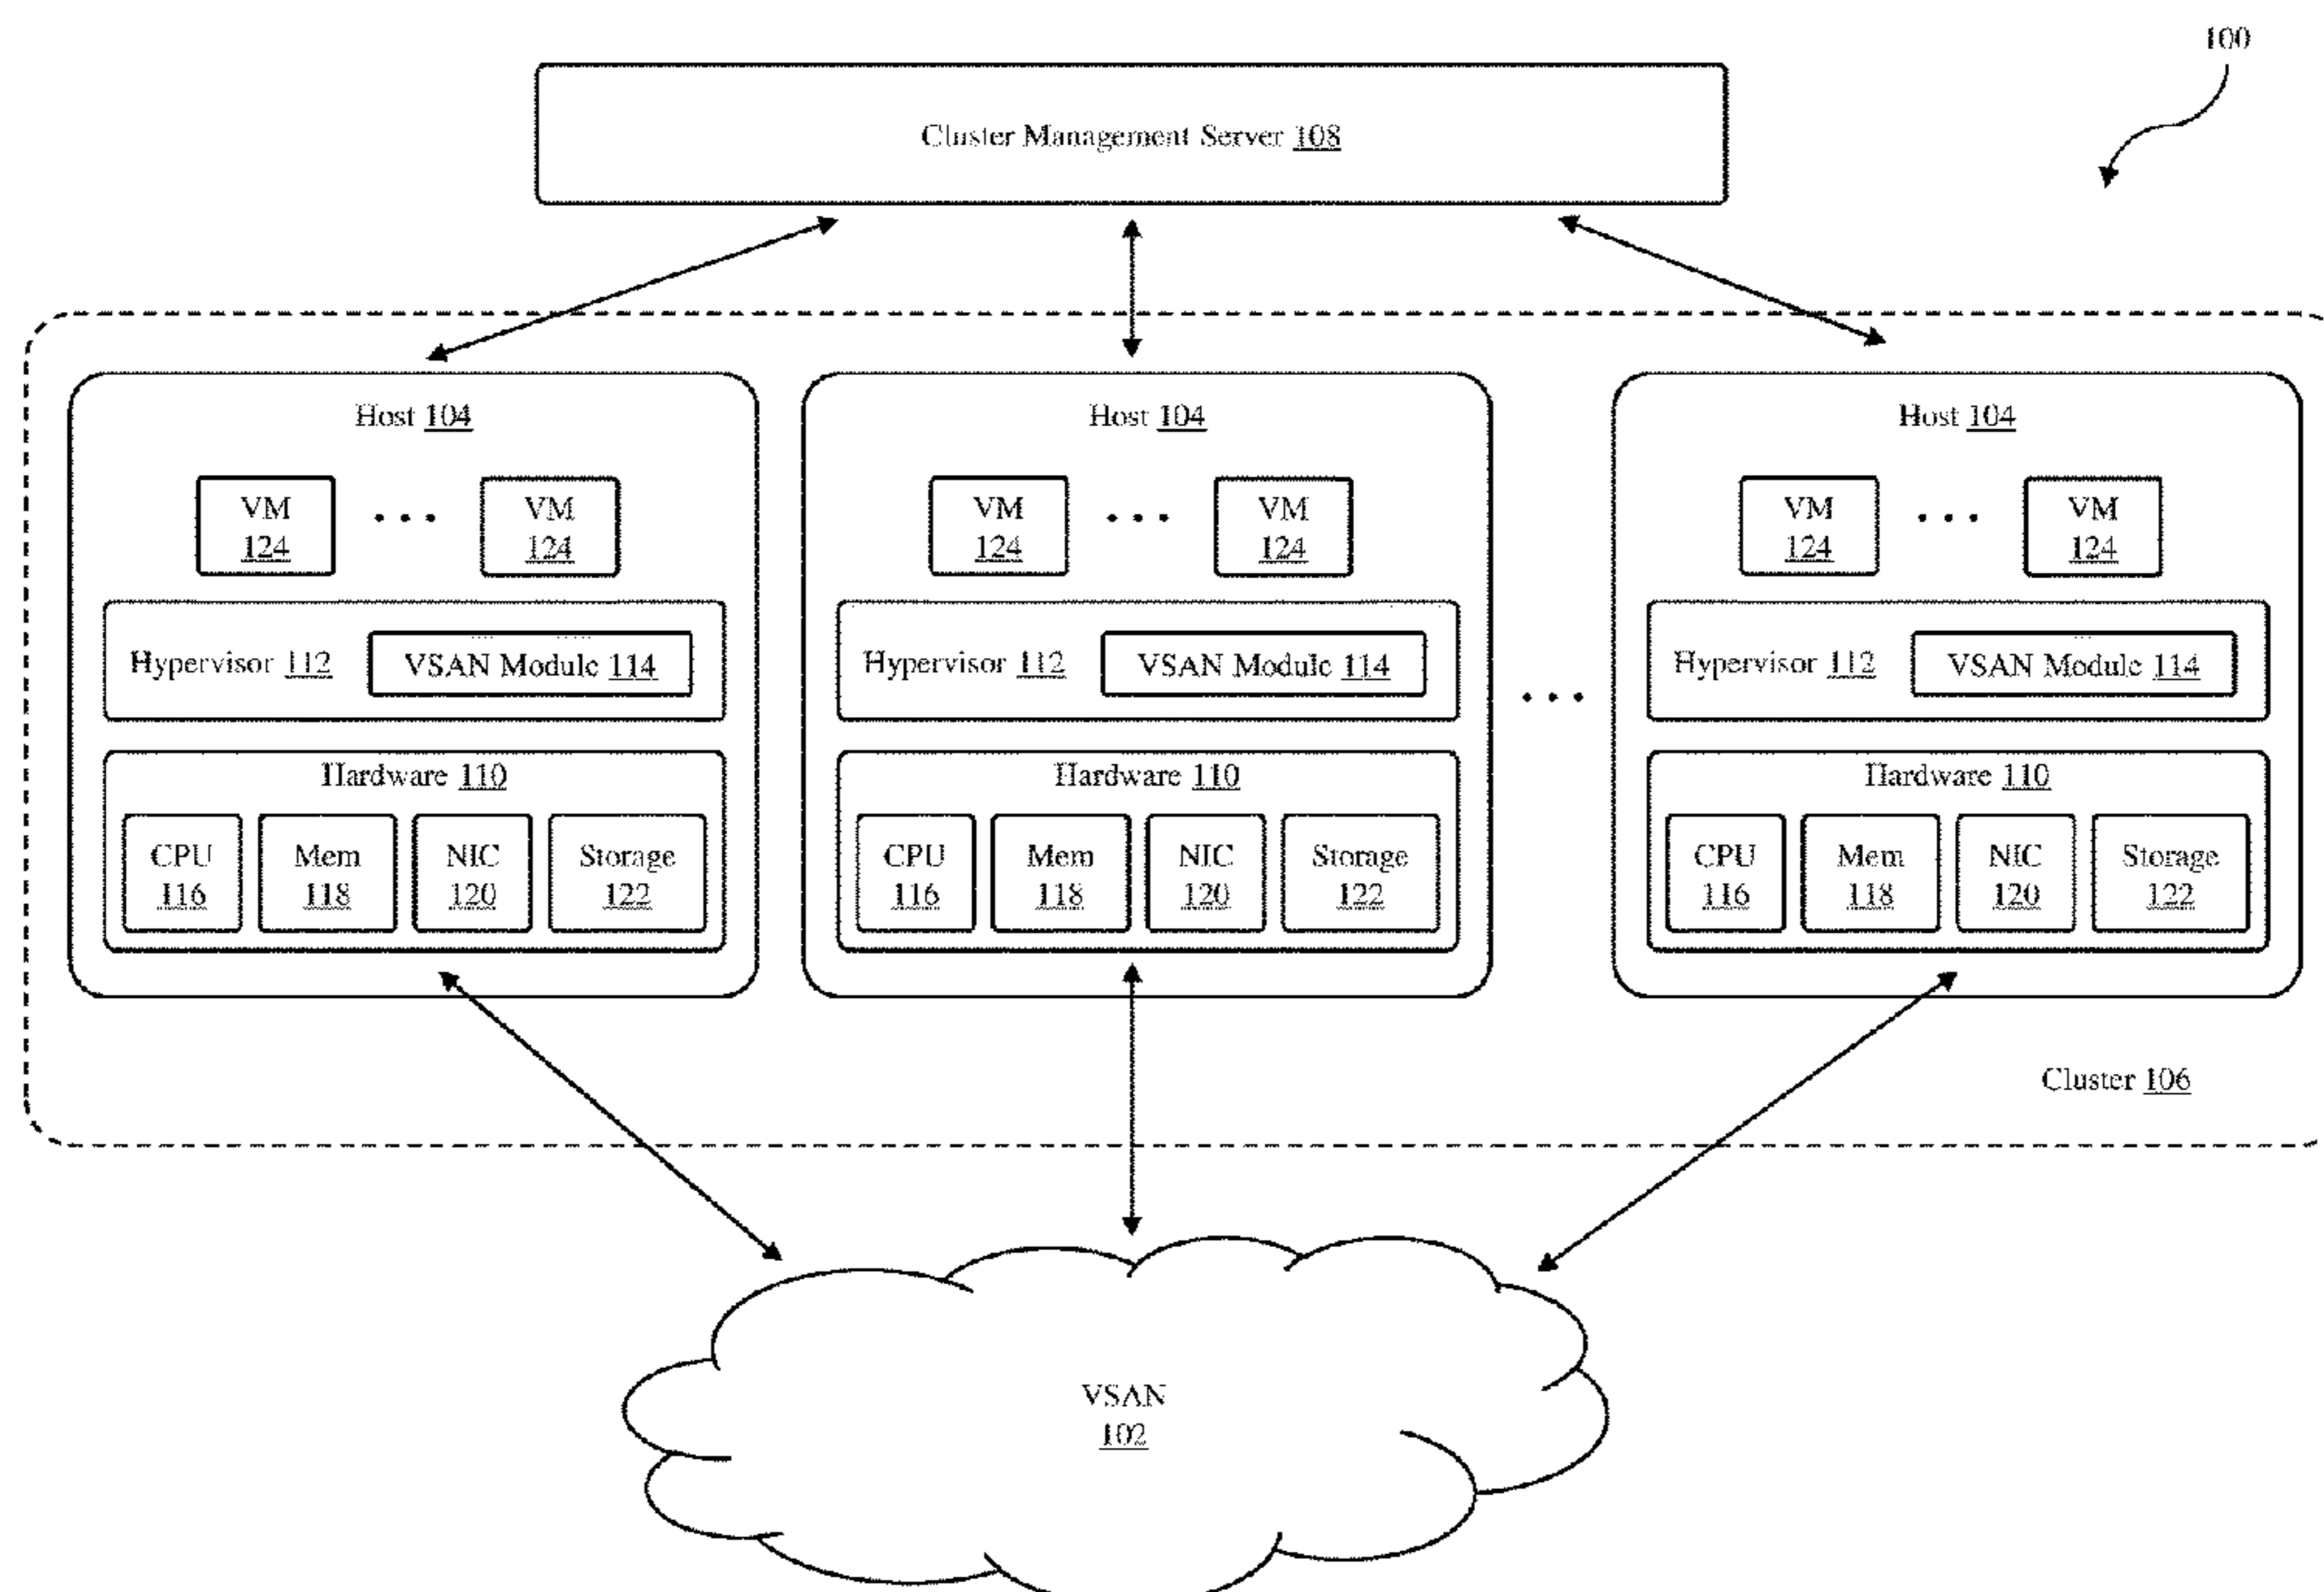 100
Cluster Management Server 108
Host 104
Host 104
Host 104
VM
124
...
VM
124
VM
124
...
VM
124
VM
124
...
VM
124
Hypervisor 112
VSAN Module 114
Hypervisor 112
VSAN Module 114
...
Hypervisor 112
VSAN Module 114
Hardware 110
Hardware 110
Hardware 110
CPU
116
Mem
118
NIC
120
Storage
122
CPU
116
Mem
118
NIC
120
Storage
122
CPU
116
Mem
118
NIC
120
Storage
122
Cluster 106
VSAN
102